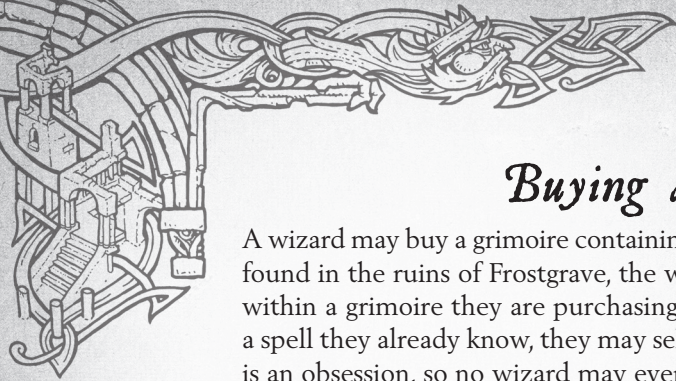 Buying
A wizard may buy a grimoire
found in the ruins of Frostgrave, the
within a grimoire they are purchasing
a spell they already know, they may
is an obsession, so no wizard may